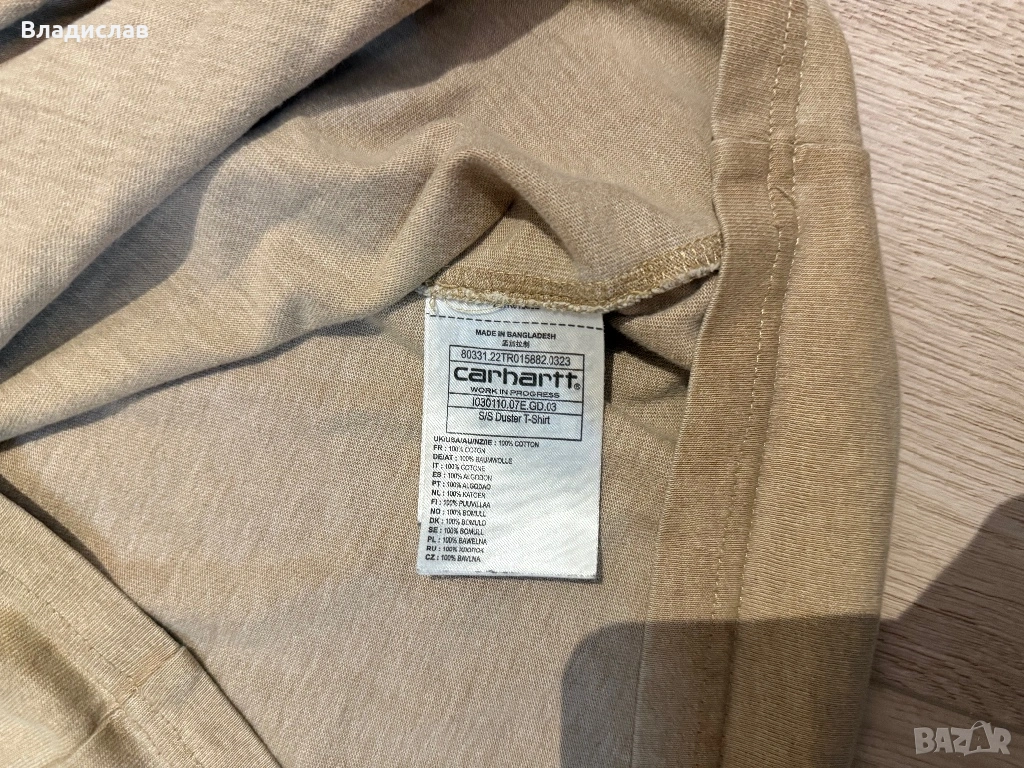 Владислав
MADE IN BANGLADESH
孟加拉制
80331.22TR015882.0323
carhartt®
WORK IN PROGRESS
I030110.07E.GD.03
S/S Duster T-Shirt
UK/USA/AU/NZ/IE : 100% COTTON
FR : 100% COTON
DE/AT : 100% BAUMWOLLE
IT : 100% COTONE
ES : 100% ALGODON
PT : 100% ALGODAO
NL : 100% KATOEN
FI : 100% PUUVILLAA
NO : 100% BOMULL
DK : 100% BOMULD
SE : 100% BOMULL
PL : 100% BAWELNA
RU : 100% ХЛОПОК
CZ : 100% BAVLNA
BAZAR